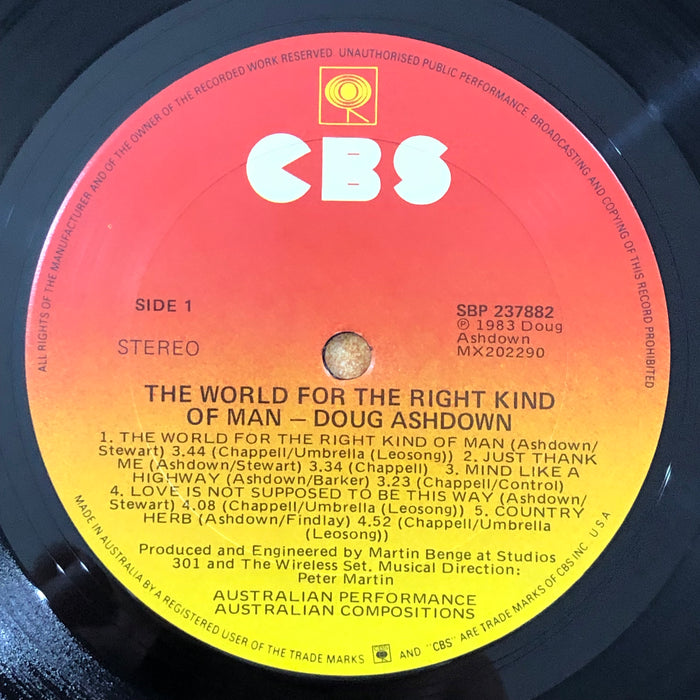 ALL RIGHTS OF THE MANUFACTURER AND OF THE OWNER OF THE RECORDED WORK RESERVED. UNAUTHORISED PUBLIC PERFORMANCE, BROADCASTING AND COPYING OF THIS RECORD PROHIBITED
CBS
SIDE 1
STEREO
SBP 237882
℗ 1983 Doug
Ashdown
MX202290
THE WORLD FOR THE RIGHT KIND
OF MAN – DOUG ASHDOWN
1. THE WORLD FOR THE RIGHT KIND OF MAN (Ashdown/
Stewart) 3.44 (Chappell/Umbrella (Leosong)) 2. JUST THANK
ME (Ashdown/Stewart) 3.34 (Chappell) 3. MIND LIKE A
HIGHWAY (Ashdown/Barker) 3.23 (Chappell/Control)
4. LOVE IS NOT SUPPOSED TO BE THIS WAY (Ashdown/
Stewart) 4.08 (Chappell/Umbrella (Leosong)) 5. COUNTRY
HERB (Ashdown/Findlay) 4.52 (Chappell/Umbrella
(Leosong))
Produced and Engineered by Martin Benge at Studios
301 and The Wireless Set. Musical Direction:
Peter Martin
AUSTRALIAN PERFORMANCE
AUSTRALIAN COMPOSITIONS
MADE IN AUSTRALIA BY A REGISTERED USER OF THE TRADE MARKS AND "CBS" ARE TRADE MARKS OF CBS INC. U.S.A